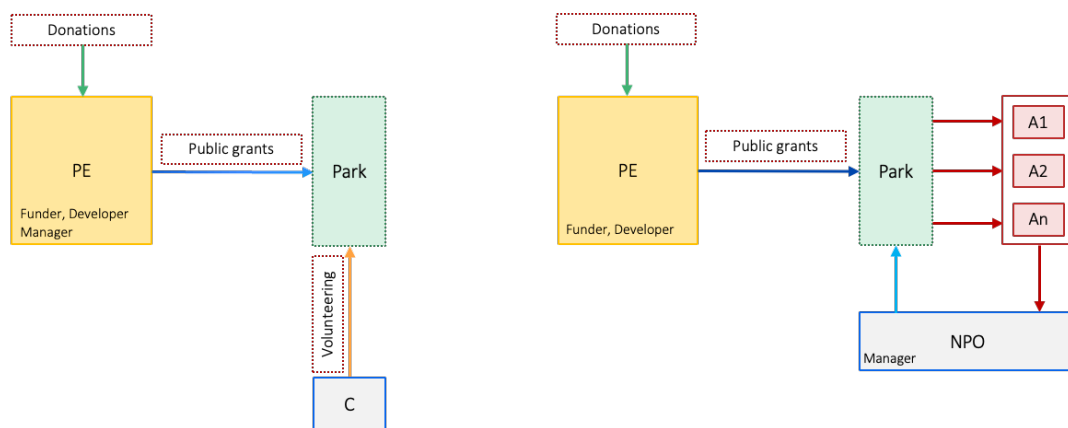 Donations
PE
Funder, Developer
Manager
Public grants
Park
Volunteering
C
Donations
PE
Funder, Developer
Public grants
Park
A1
A2
An
NPO
Manager